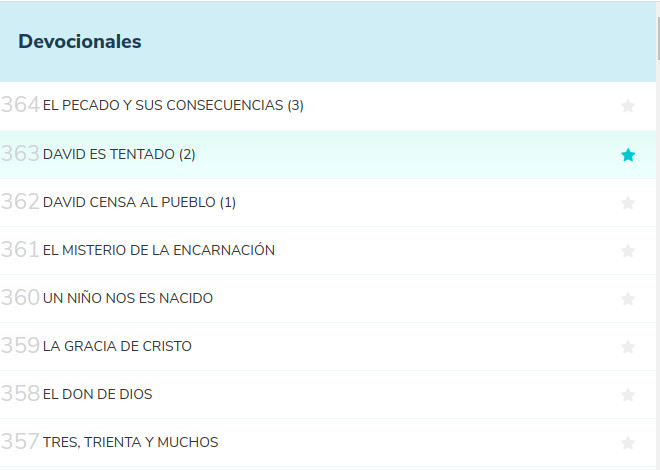 Devocionales
364 EL PECADO Y SUS CONSECUENCIAS (3)
363 DAVID ES TENTADO (2)
362 DAVID CENSA AL PUEBLO (1)
361 EL MISTERIO DE LA ENCARNACIÓN
360 UN NIÑO NOS ES NACIDO
359 LA GRACIA DE CRISTO
358 EL DON DE DIOS
357 TRES, TRIENTA Y MUCHOS